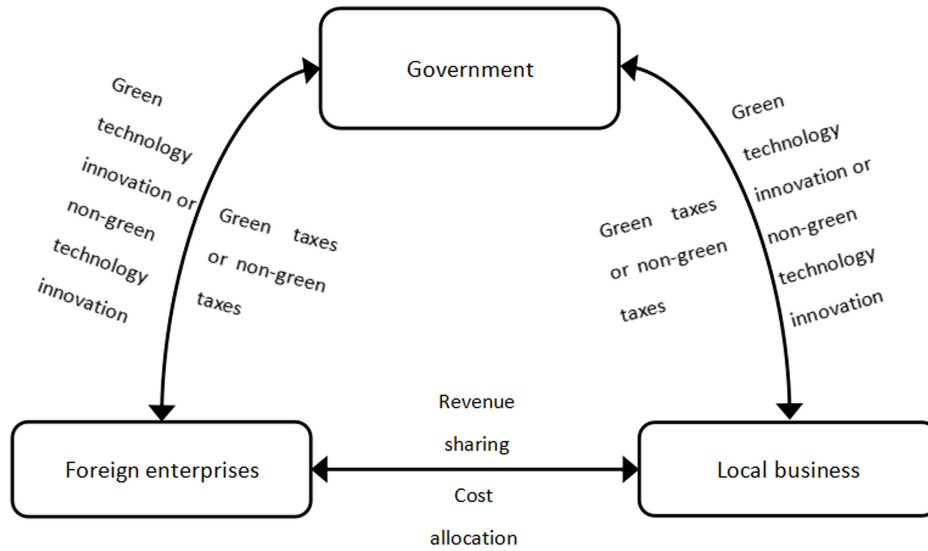 Government
Green
technology
innovation or
non-green
technology
innovation
Green taxes
or non-green
taxes
Green taxes
or non-green
taxes
Green
technology
innovation or
non-green
technology
innovation
Revenue
sharing
Foreign enterprises
Local business
Cost
allocation